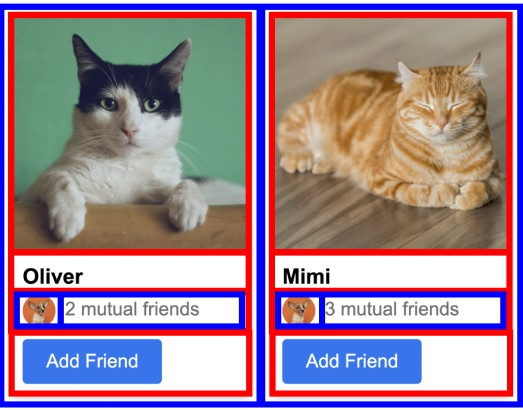 Oliver
2 mutual friends
Add Friend
Mimi
3 mutual friends
Add Friend